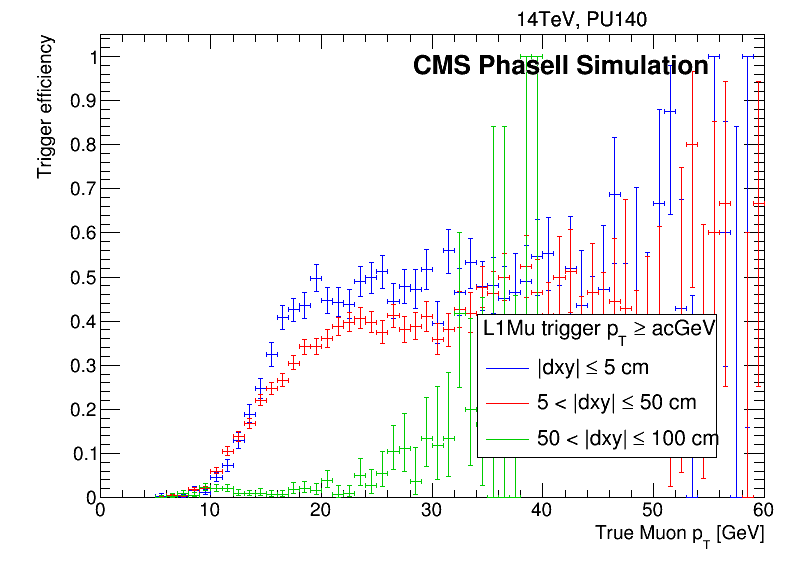 14TeV, PU140
CMS PhaseII Simulation
Trigger efficiency
1
0.9
0.8
0.7
0.6
0.5
0.4
0.3
0.2
0.1
0
L1Mu trigger p_T ≥ acGeV
|dxy| ≤ 5 cm
5 < |dxy| ≤ 50 cm
50 < |dxy| ≤ 100 cm
0 10 20 30 40 50 60
True Muon p_T [GeV]